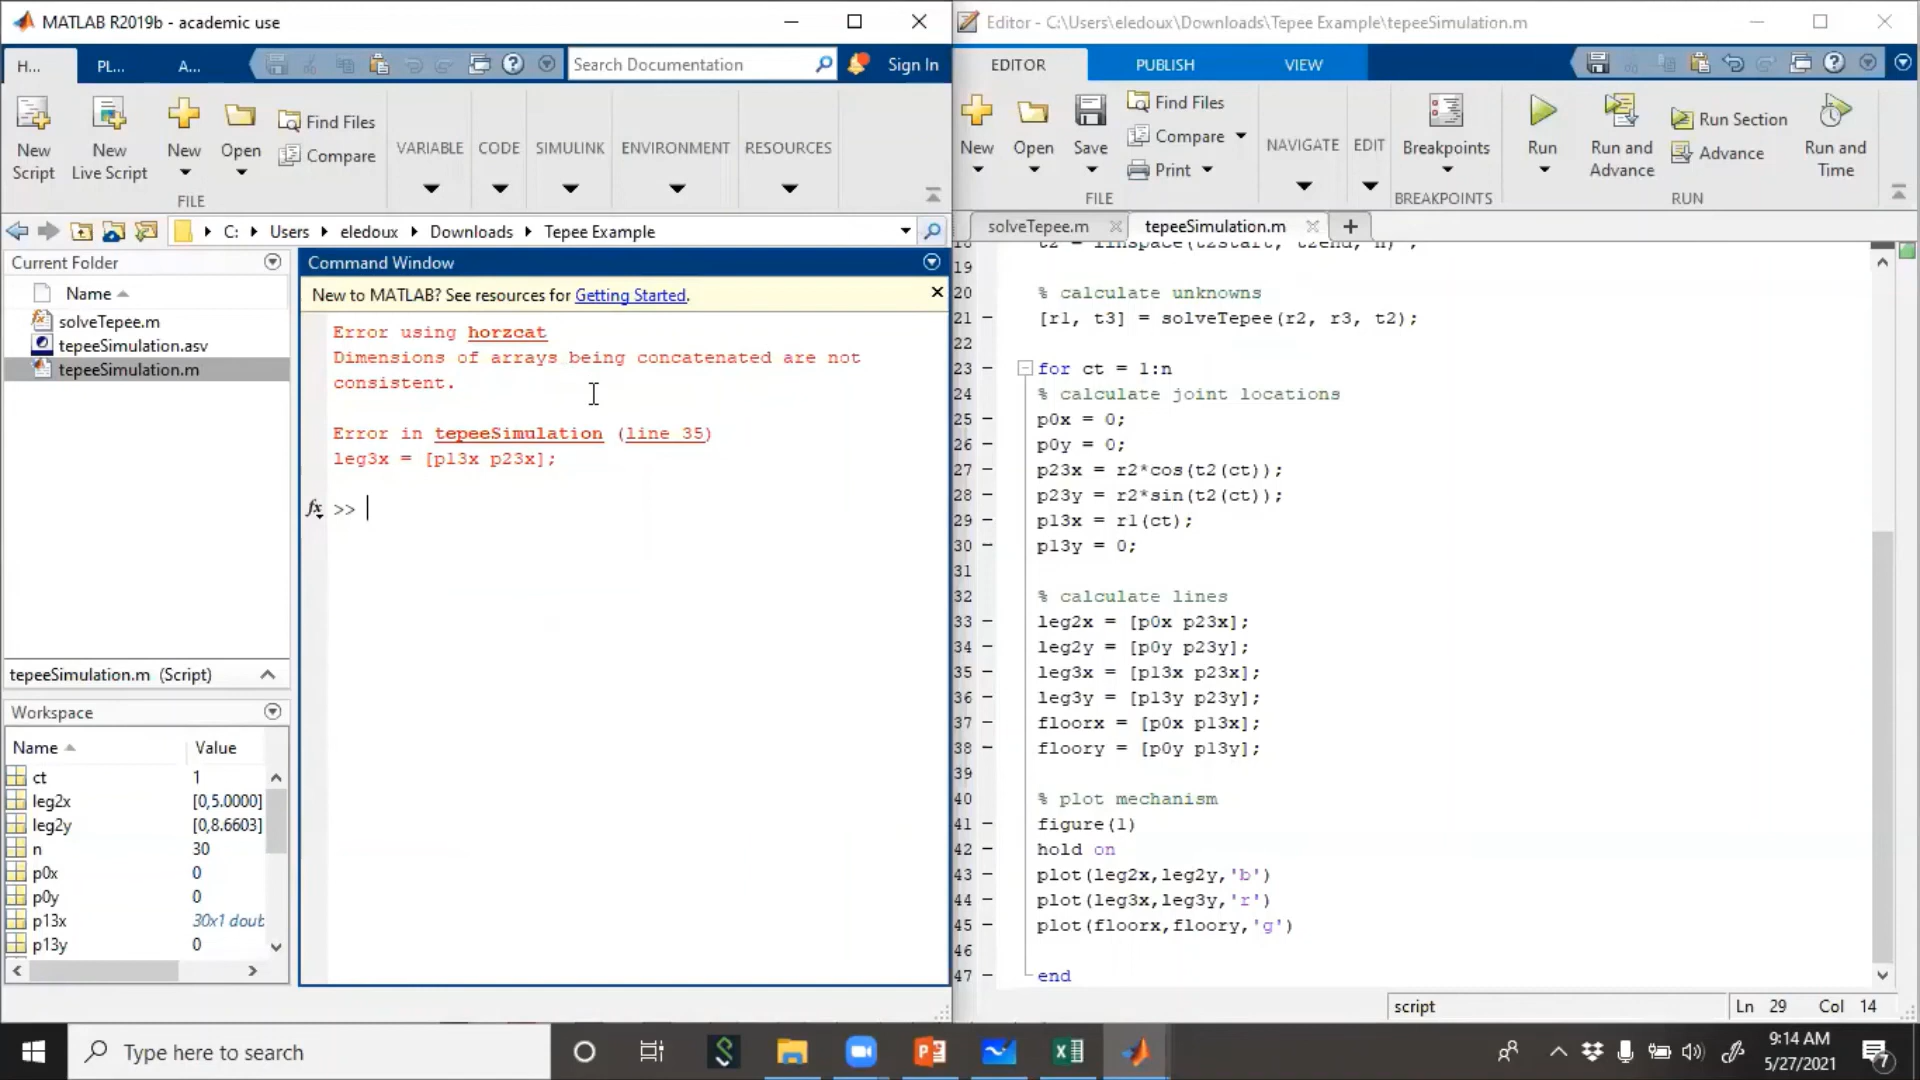 MATLAB R2019b - academic use
H...
PL...
A...
Search Documentation
Sign In
New Script
New Live Script
New
Open
Find Files
Compare
FILE
VARIABLE
CODE
SIMULINK
ENVIRONMENT
RESOURCES
C:
Users
eledoux
Downloads
Tepee Example
Current Folder
Name
solveTepee.m
tepeeSimulation.asv
tepeeSimulation.m
tepeeSimulation.m (Script)
Workspace
Name Value
ct 1
leg2x [0,5.0000]
leg2y [0,8.6603]
n 30
p0x 0
p0y 0
p13x 30x1 doub
p13y 0
Command Window
New to MATLAB? See resources for Getting Started.
Error using horzcat
Dimensions of arrays being concatenated are not
consistent.
Error in tepeeSimulation (line 35)
leg3x = [p13x p23x];
fx >>
Editor - C:\Users\eledoux\Downloads\Tepee Example\tepeeSimulation.m
EDITOR
PUBLISH
VIEW
New
Open
Save
Find Files
Compare
Print
FILE
NAVIGATE
EDIT
Breakpoints
BREAKPOINTS
Run
Run and Advance
Run Section
Advance
Run and Time
RUN
solveTepee.m
tepeeSimulation.m
18 t2 = linspace(t2start, t2end, n)';
19
20 % calculate unknowns
21 [r1, t3] = solveTepee(r2, r3, t2);
22
23 for ct = 1:n
24 % calculate joint locations
25 p0x = 0;
26 p0y = 0;
27 p23x = r2*cos(t2(ct));
28 p23y = r2*sin(t2(ct));
29 p13x = r1(ct);
30 p13y = 0;
31
32 % calculate lines
33 leg2x = [p0x p23x];
34 leg2y = [p0y p23y];
35 leg3x = [p13x p23x];
36 leg3y = [p13y p23y];
37 floorx = [p0x p13x];
38 floory = [p0y p13y];
39
40 % plot mechanism
41 figure(1)
42 hold on
43 plot(leg2x,leg2y,'b')
44 plot(leg3x,leg3y,'r')
45 plot(floorx,floory,'g')
46
47 end
script
Ln 29 Col 14
Type here to search
9:14 AM
5/27/2021
7